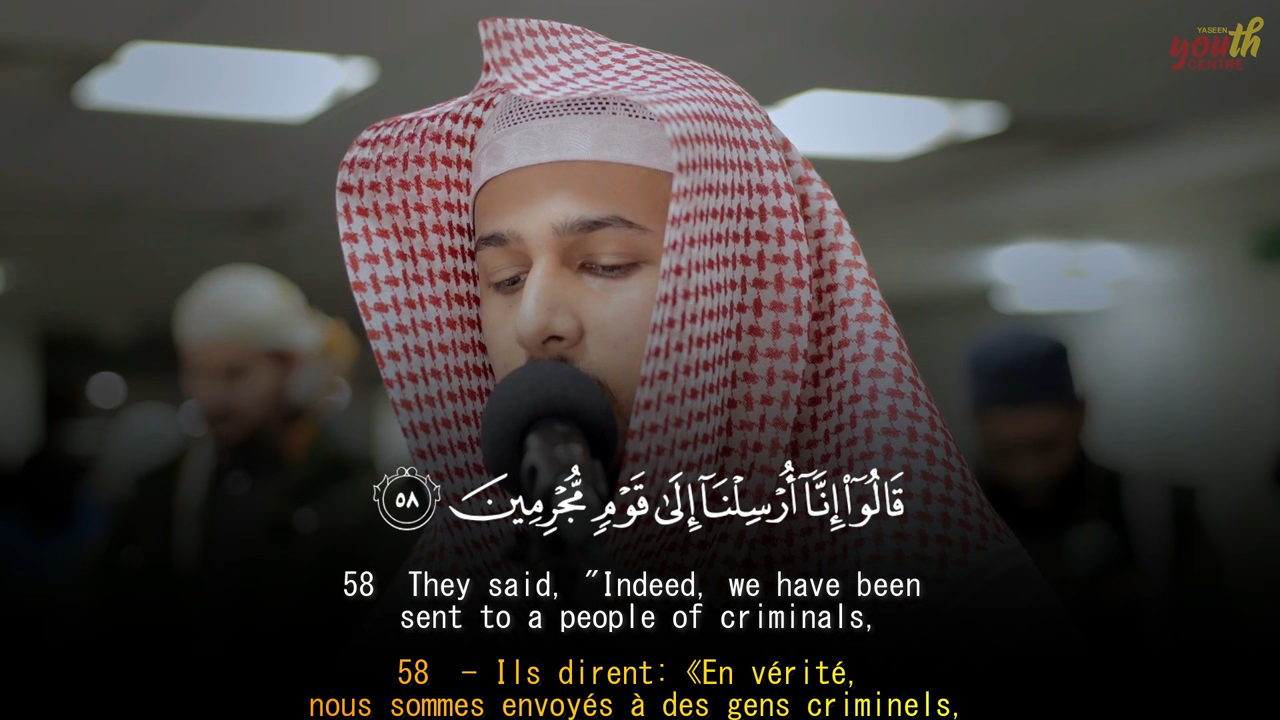 YASEEN
youth
CENTRE
قَالُوٓا۟ إِنَّآ أُرْسِلْنَآ إِلَىٰ قَوْمٍ مُّجْرِمِينَ ٥٨
58 They said, "Indeed, we have been
sent to a people of criminals,
58 – Ils dirent: «En vérité,
nous sommes envoyés à des gens criminels,